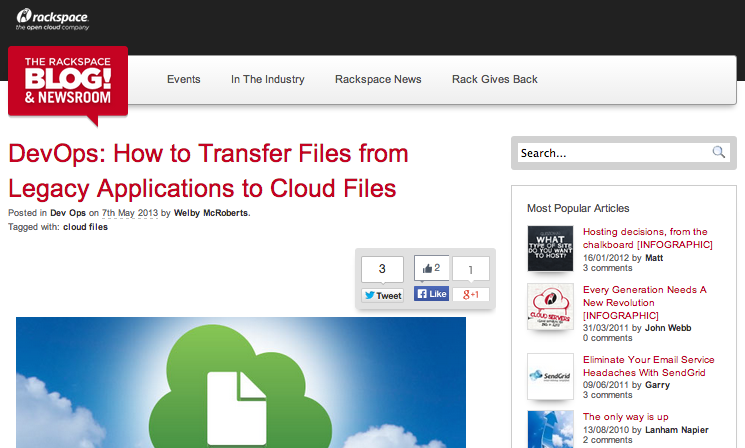 rackspace
the open cloud company
THE RACKSPACE
BLOG!
& NEWSROOM
Events
In The Industry
Rackspace News
Rack Gives Back
DevOps: How to Transfer Files from
Legacy Applications to Cloud Files
Posted in Dev Ops on 7th May 2013 by Welby McRoberts.
Tagged with: cloud files
3
2
1
Tweet
Like
g+1
Search...
Most Popular Articles
WHAT
TYPE OF SITE
DO YOU WANT
TO HOST?
Hosting decisions, from the
chalkboard [INFOGRAPHIC]
16/01/2012 by Matt
3 comments
CLOUD SERVERS
Every Generation Needs A
New Revolution
[INFOGRAPHIC]
31/03/2011 by John Webb
0 comments
SendGrid
Eliminate Your Email Service
Headaches With SendGrid
09/06/2011 by Garry
3 comments
The only way is up
13/08/2010 by Lanham Napier
2 comments